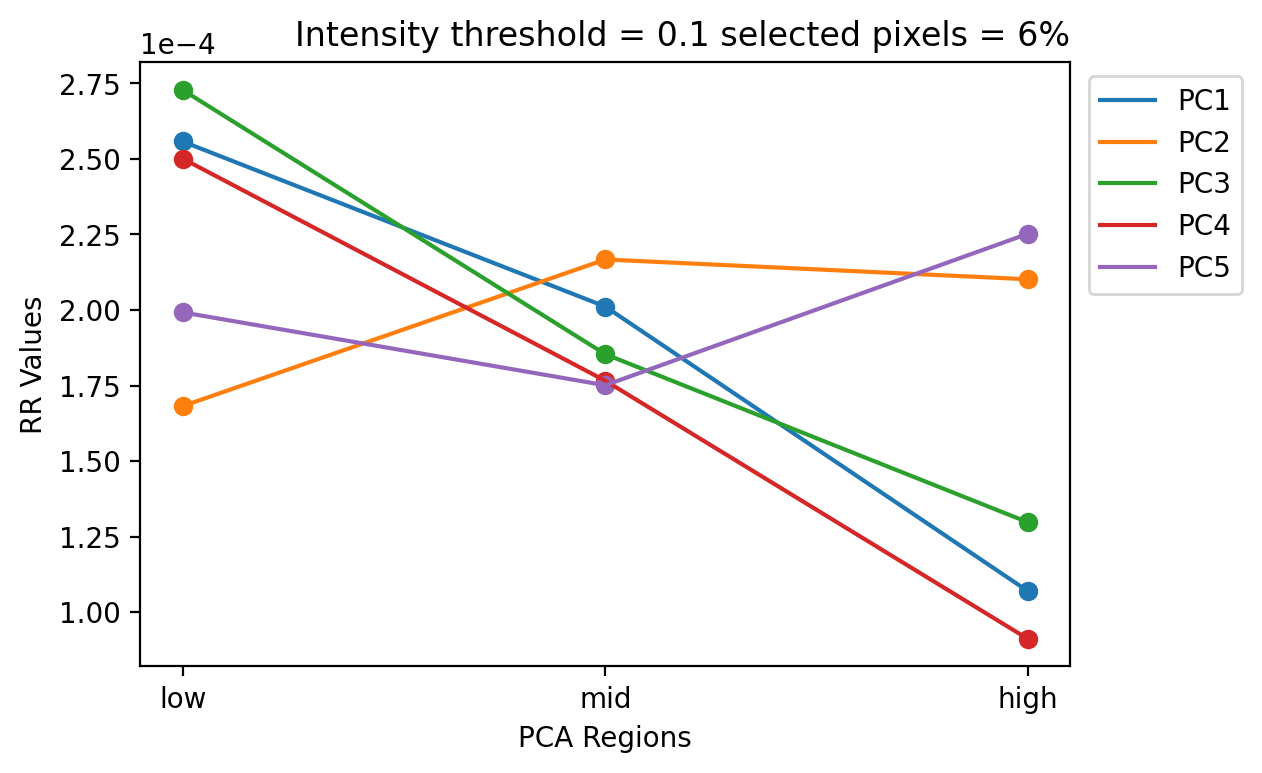 Intensity threshold = 0.1 selected pixels = 6%
1e−4
2.75
2.50
2.25
2.00
1.75
1.50
1.25
1.00
RR Values
low
mid
high
PCA Regions
PC1
PC2
PC3
PC4
PC5